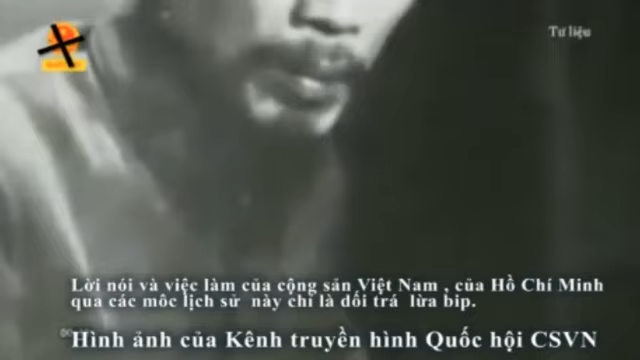 Tư liệu
Lời nói và việc làm của cộng sản Việt Nam , của Hồ Chí Minh
qua các mốc lịch sử này chỉ là dối trá lừa bịp.
Hình ảnh của Kênh truyền hình Quốc hội CSVN